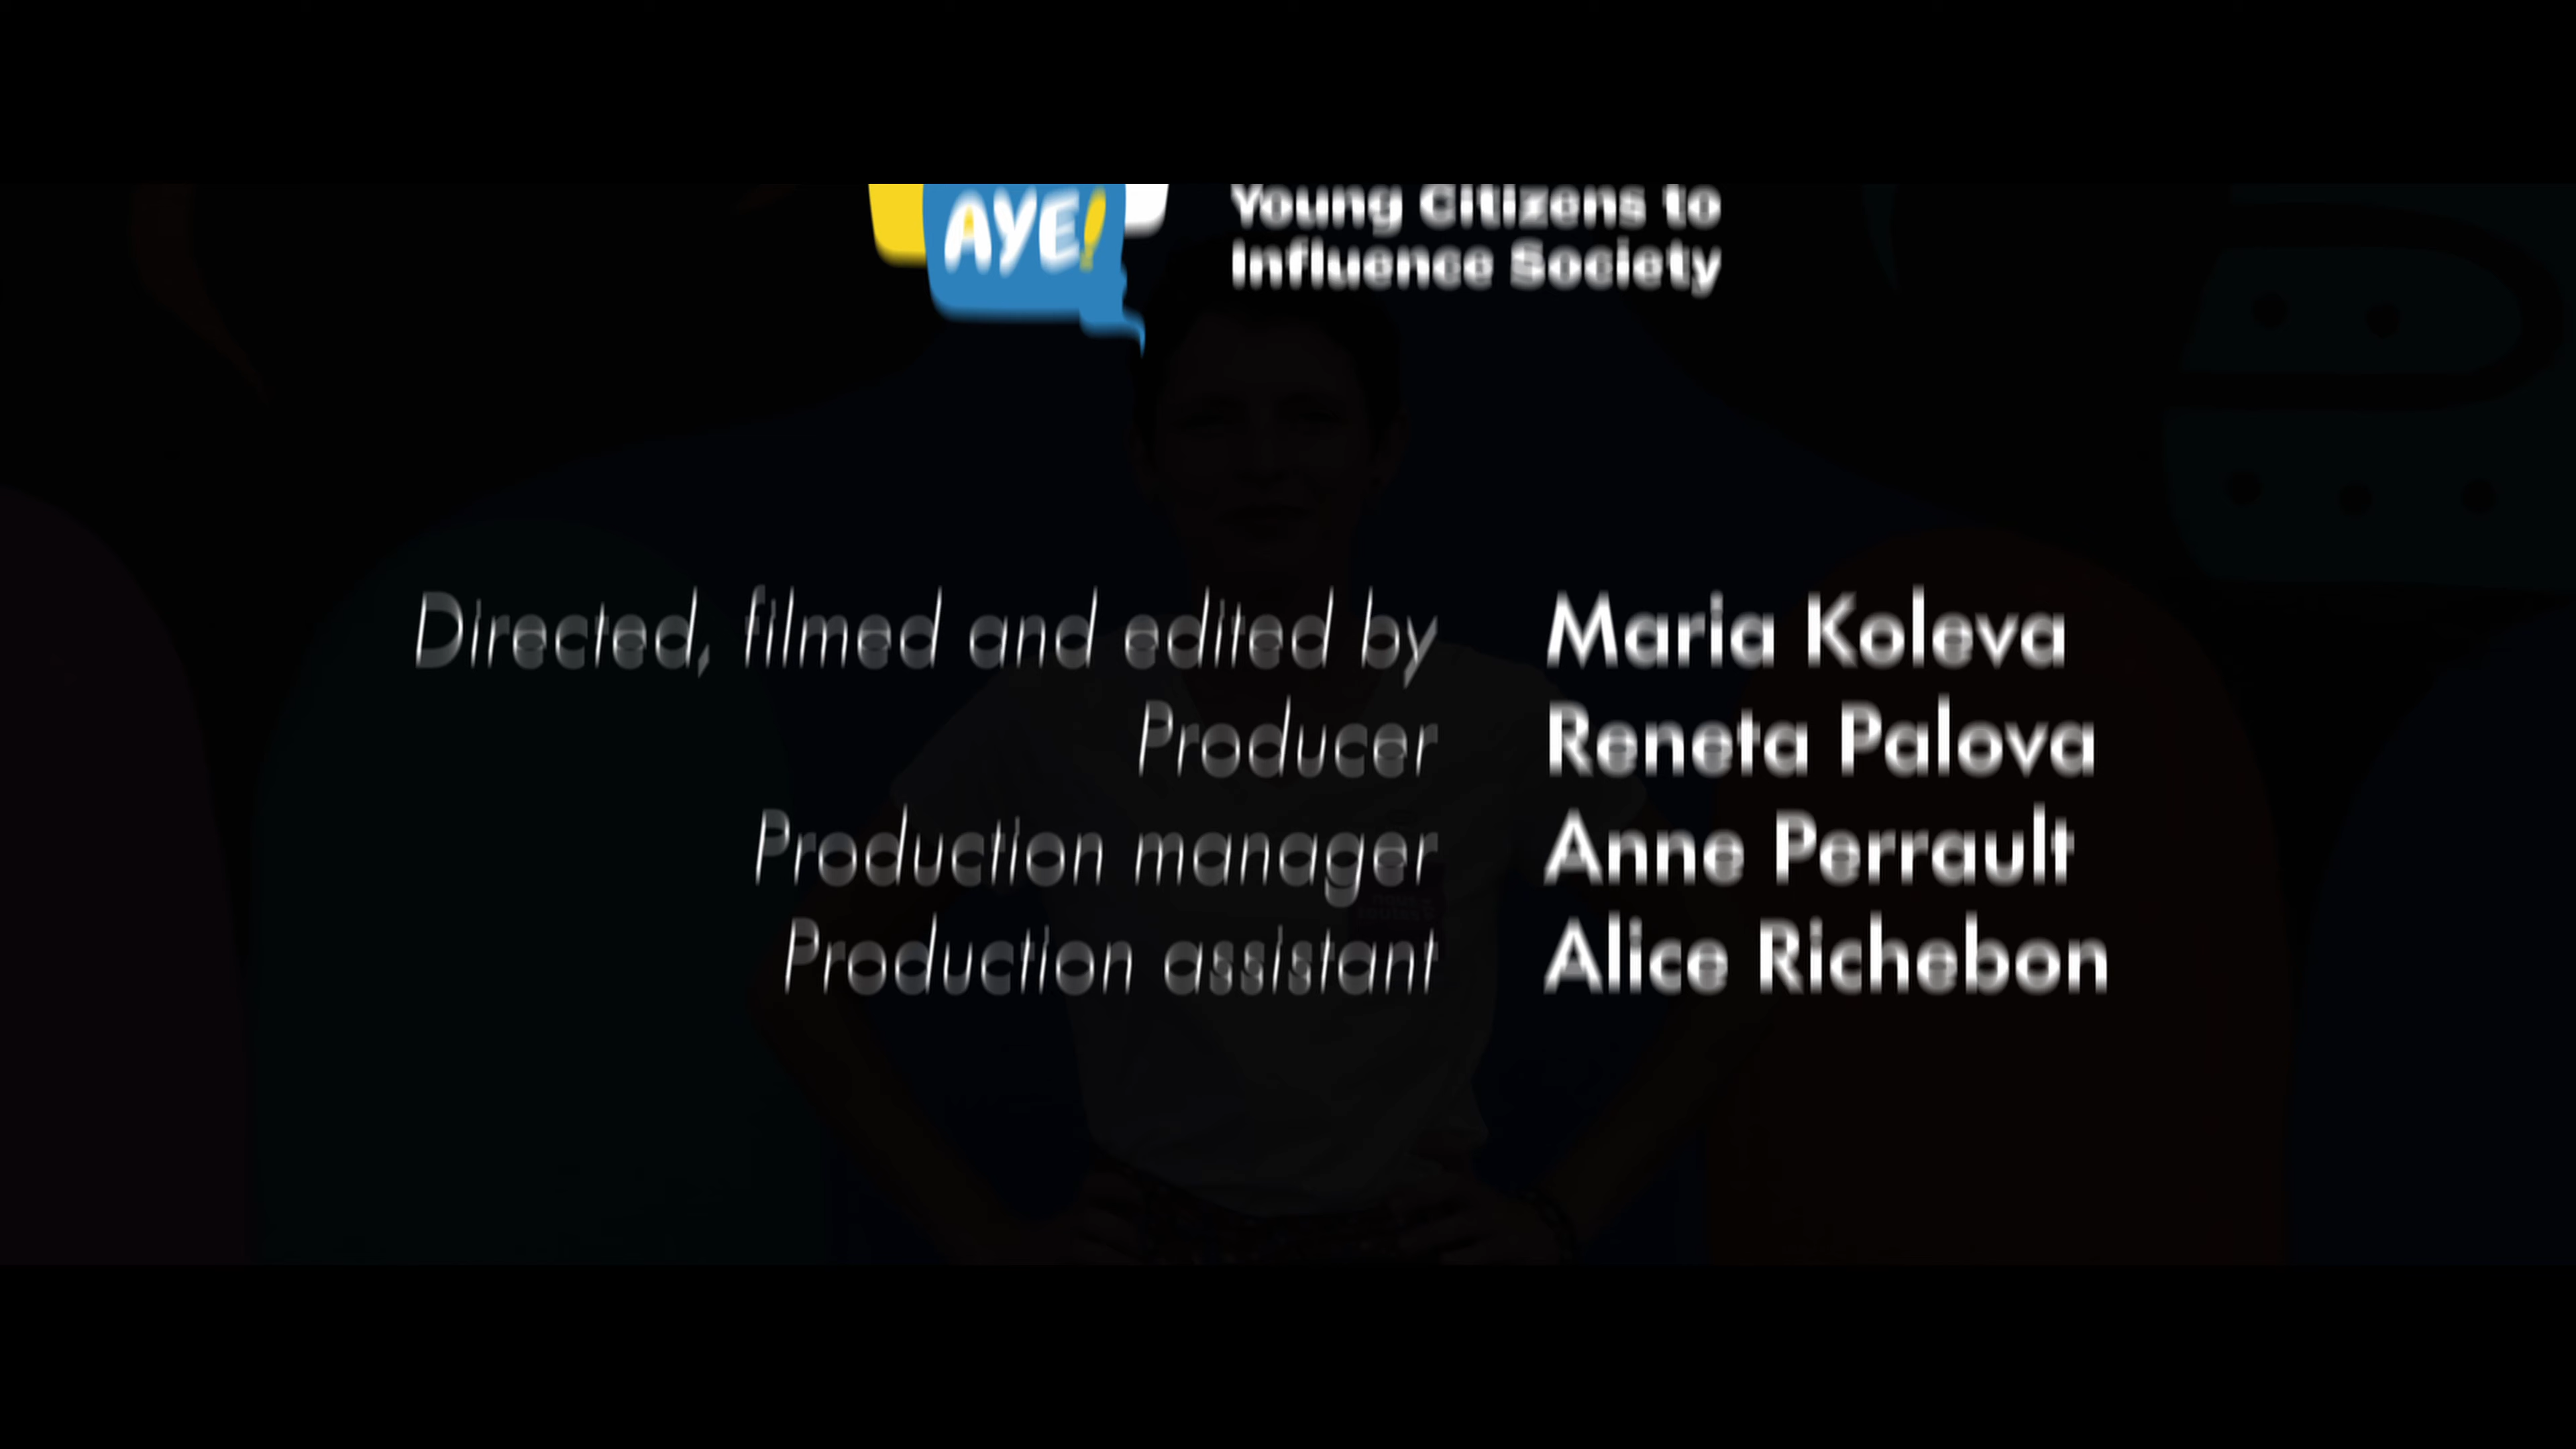 AYE!
Young Citizens to
Influence Society
Directed, filmed and edited by Maria Koleva
Producer Reneta Palova
Production manager Anne Perrault
Production assistant Alice Richebon